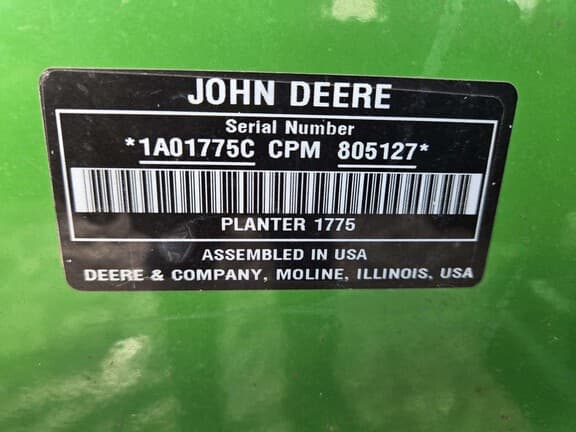 JOHN DEERE
Serial Number
*1A01775C CPM 805127*
PLANTER 1775
ASSEMBLED IN USA
DEERE & COMPANY, MOLINE, ILLINOIS, USA